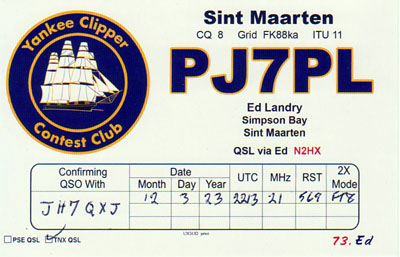 Yankee Clipper
Contest Club
Sint Maarten
CQ 8 Grid FK88ka ITU 11
PJ7PL
Ed Landry
Simpson Bay
Sint Maarten
QSL via Ed N2HX
Confirming QSO With Date Month Day Year UTC MHz RST 2X Mode
JH7QXJ 12 3 23 2213 21 569 FT8
PSE QSL TNX QSL
73. Ed